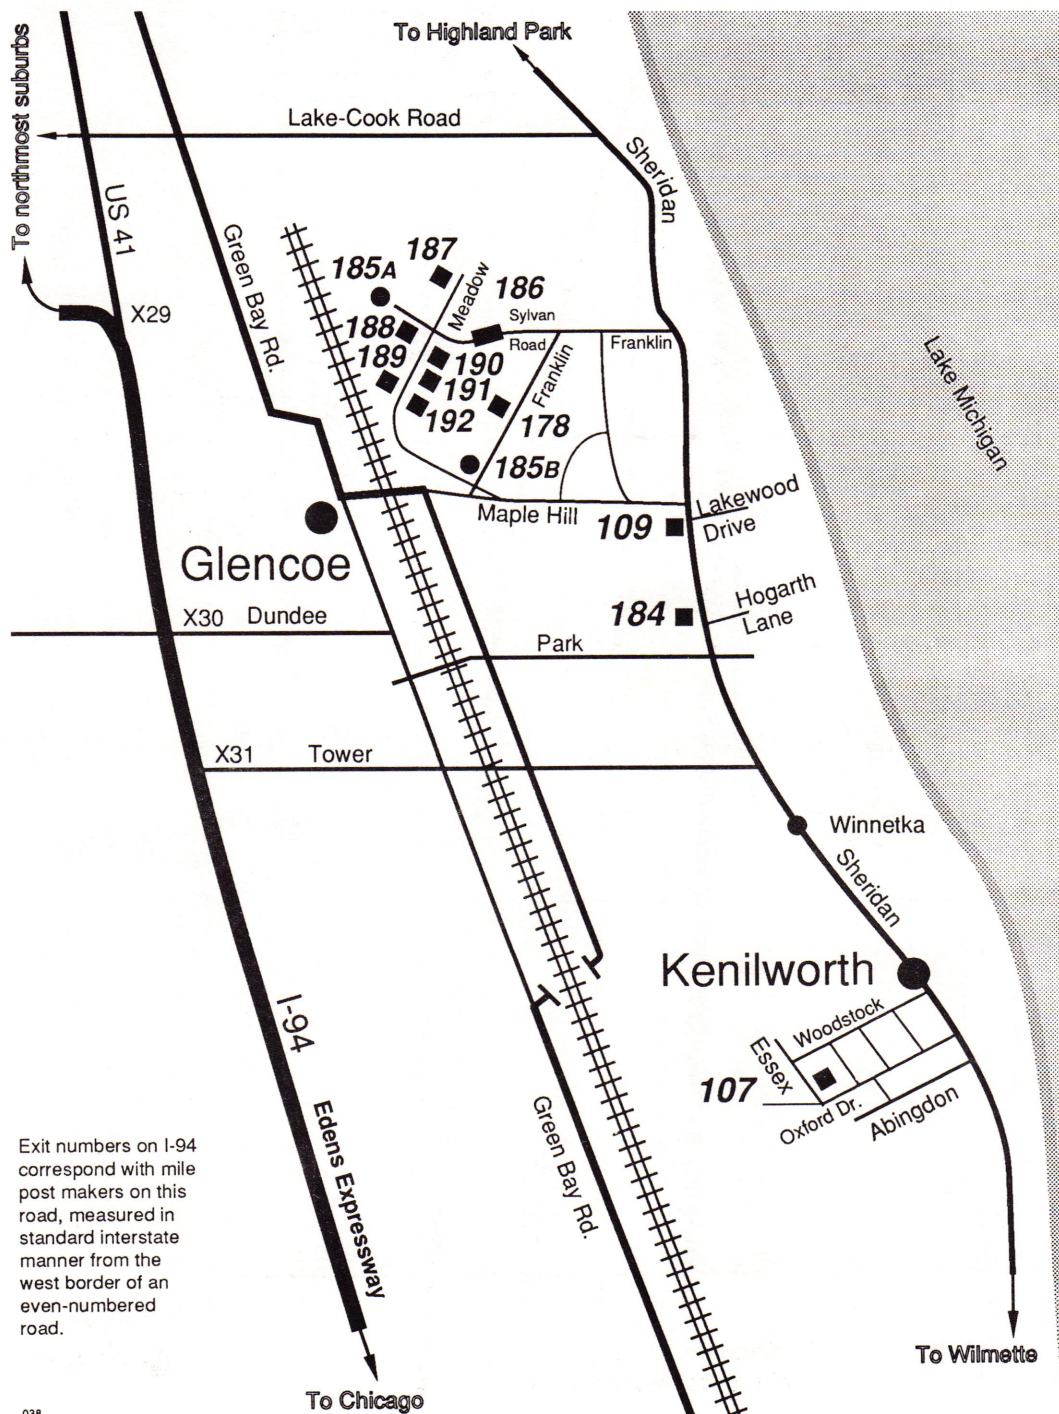 To Highland Park
To northmost suburbs
Lake-Cook Road
Sheridan
US 41
Green Bay Rd.
187
185A
Meadow
186
Sylvan
Road
X29
188
189
190
191
192
Franklin
Franklin
178
185B
Lake Michigan
Maple Hill
109
Lakewood
Drive
Glencoe
184
Hogarth
Lane
X30 Dundee
Park
X31 Tower
Winnetka
Sheridan
Kenilworth
I-94
Woodstock
Essex
107
Oxford Dr.
Abingdon
Edens Expressway
Green Bay Rd.
Exit numbers on I-94
correspond with mile
post makers on this
road, measured in
standard interstate
manner from the
west border of an
even-numbered
road.
To Wilmette
To Chicago
038